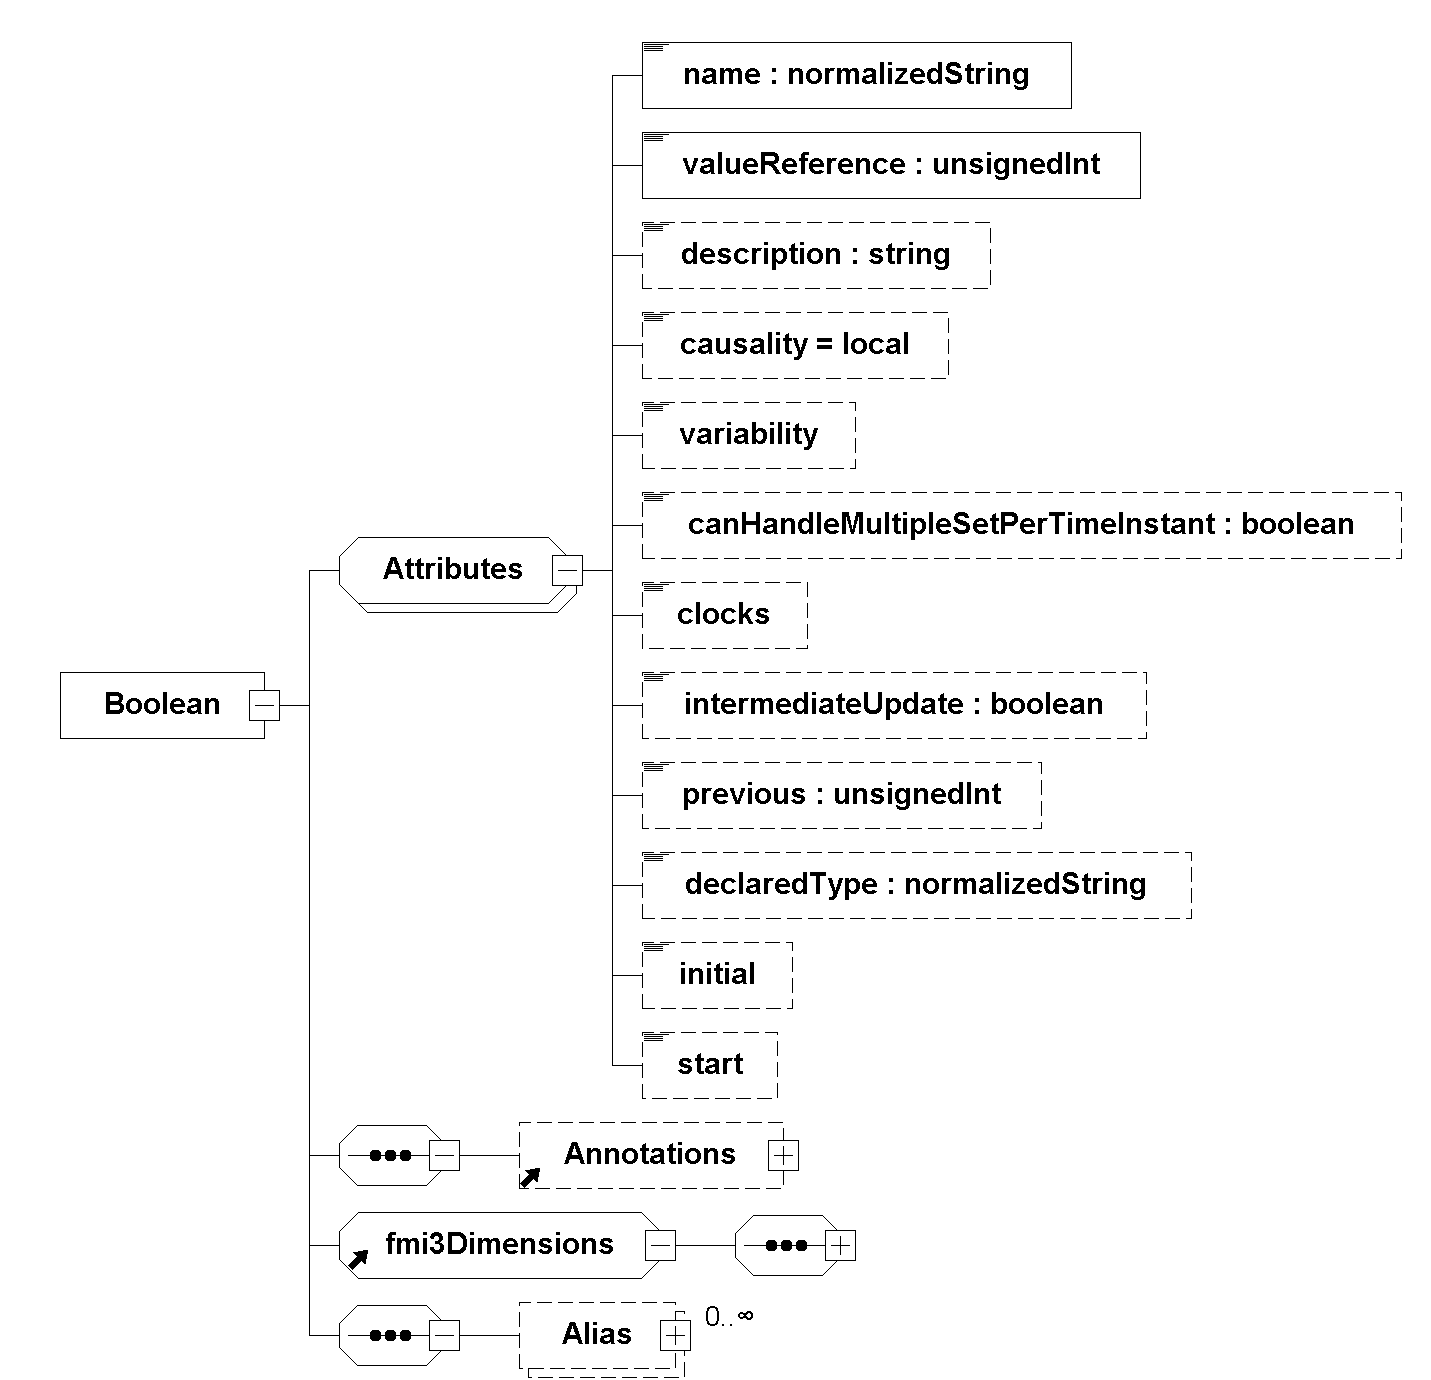 name : normalizedString
valueReference : unsignedInt
description : string
causality = local
variability
canHandleMultipleSetPerTimeInstant : boolean
Attributes
clocks
Boolean
intermediateUpdate : boolean
previous : unsignedInt
declaredType : normalizedString
initial
start
Annotations
fmi3Dimensions
Alias
0..∞